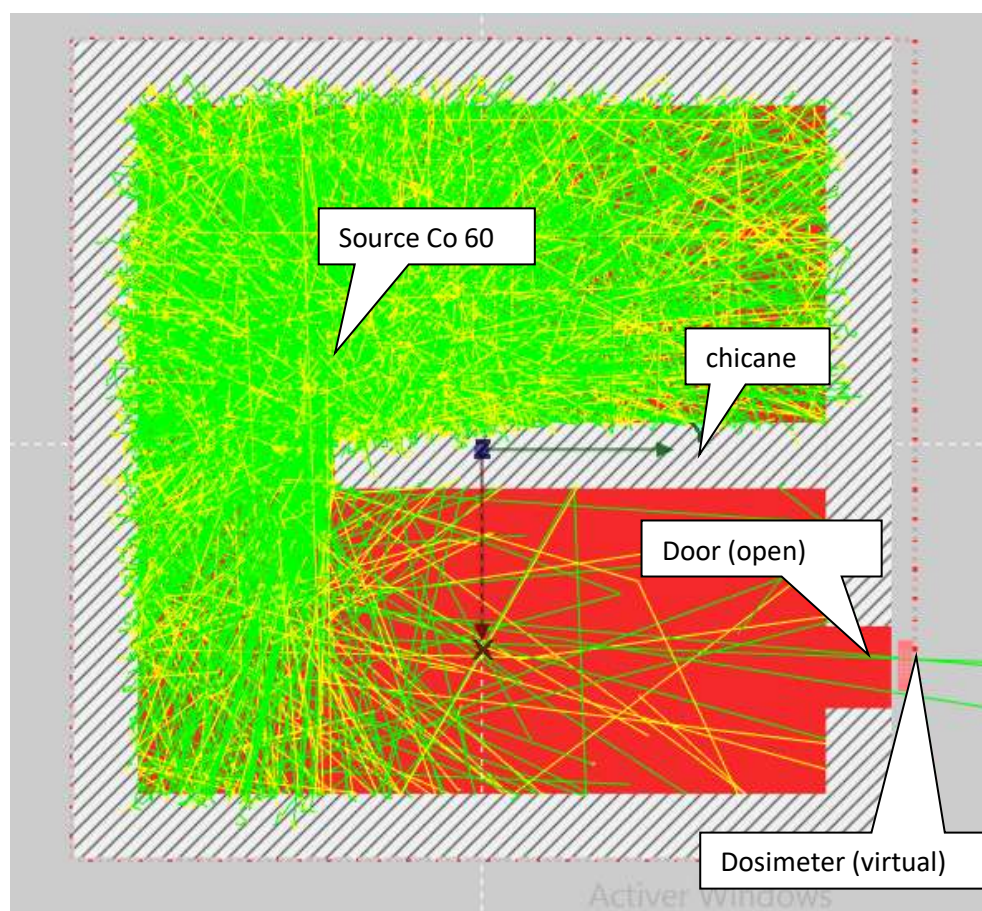 Source Co 60
chicane
Z
Door (open)
X
Dosimeter (virtual)
Activer Windows